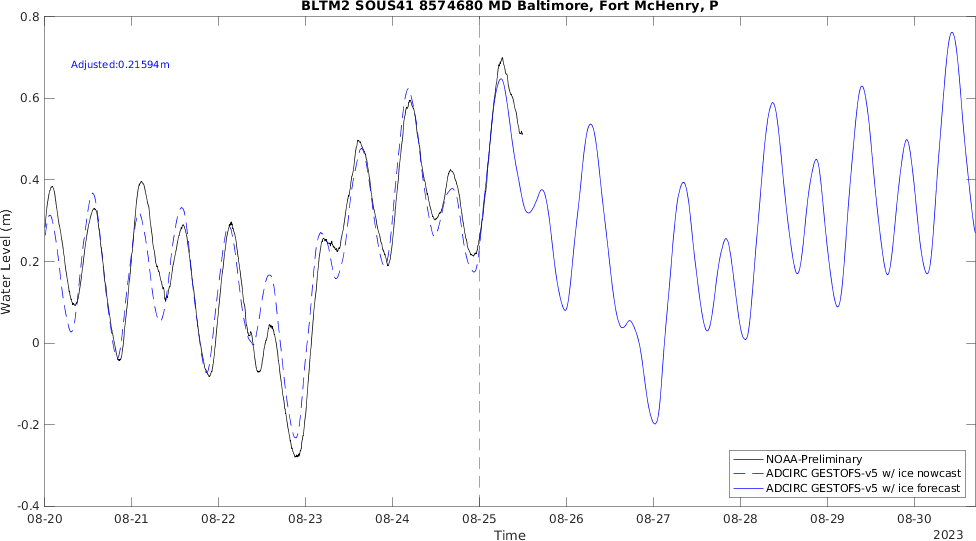 BLTM2 SOUS41 8574680 MD Baltimore, Fort McHenry, P
Adjusted:0.21594m
Water Level (m)
0.8
0.6
0.4
0.2
0
-0.2
-0.4
NOAA-Preliminary
ADCIRC GESTOFS-v5 w/ ice nowcast
ADCIRC GESTOFS-v5 w/ ice forecast
08-20 08-21 08-22 08-23 08-24 08-25 08-26 08-27 08-28 08-29 08-30
Time
2023